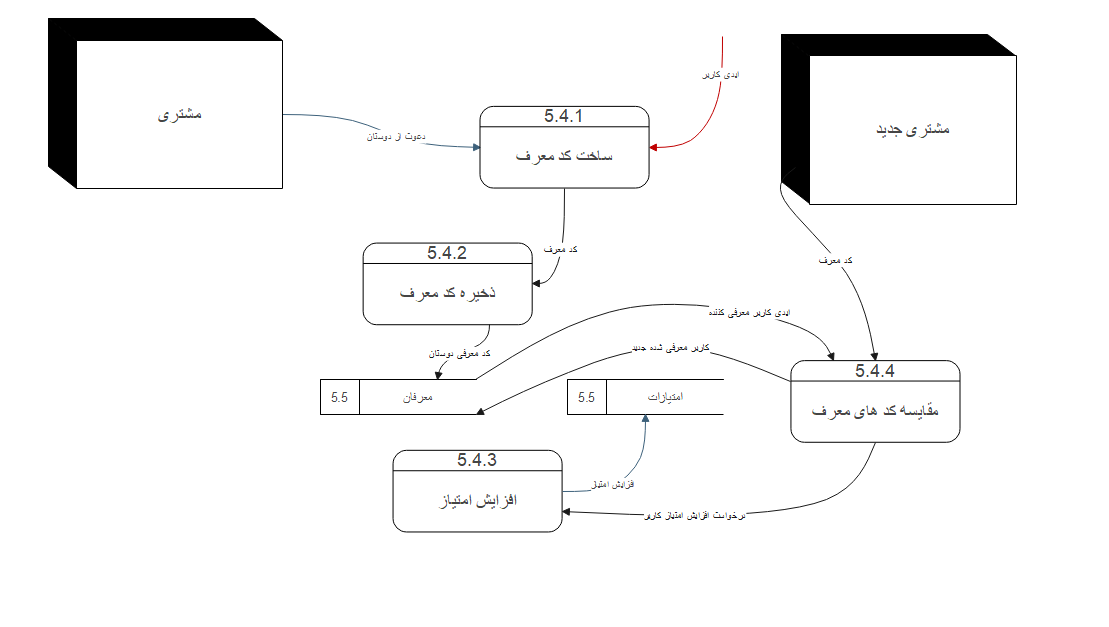 مشتری
مشتری جدید
ایدی کاربر
دعوت از دوستان
5.4.1
ساخت کد معرف
کد معرف
کد معرف
5.4.2
ذخیره کد معرف
ایدی کاربر معرفی کننده
کاربر معرفی شده جدید
کد معرفی دوستان
5.4.4
مقایسه کد های معرف
5.5
معرفان
5.5
امتیازات
5.4.3
افزایش امتیاز
فزایش امتیاز
درخواست افزایش امتیاز کاربر